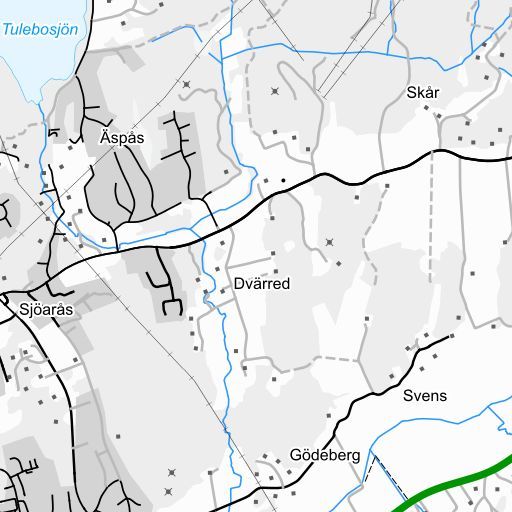 Tulebosjön
Skår
Äspås
Dvärred
Sjöarås
Svens
Gödeberg